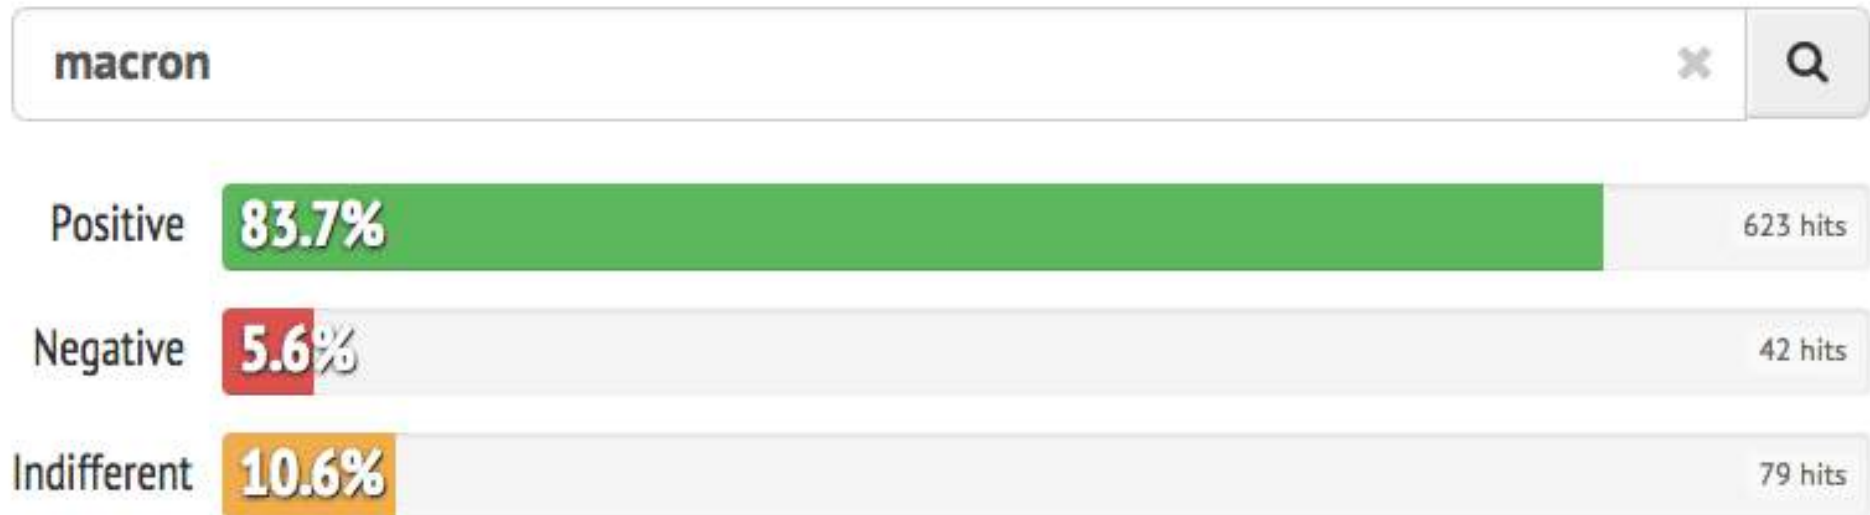 macron
Positive 83.7% 623 hits
Negative 5.6% 42 hits
Indifferent 10.6% 79 hits